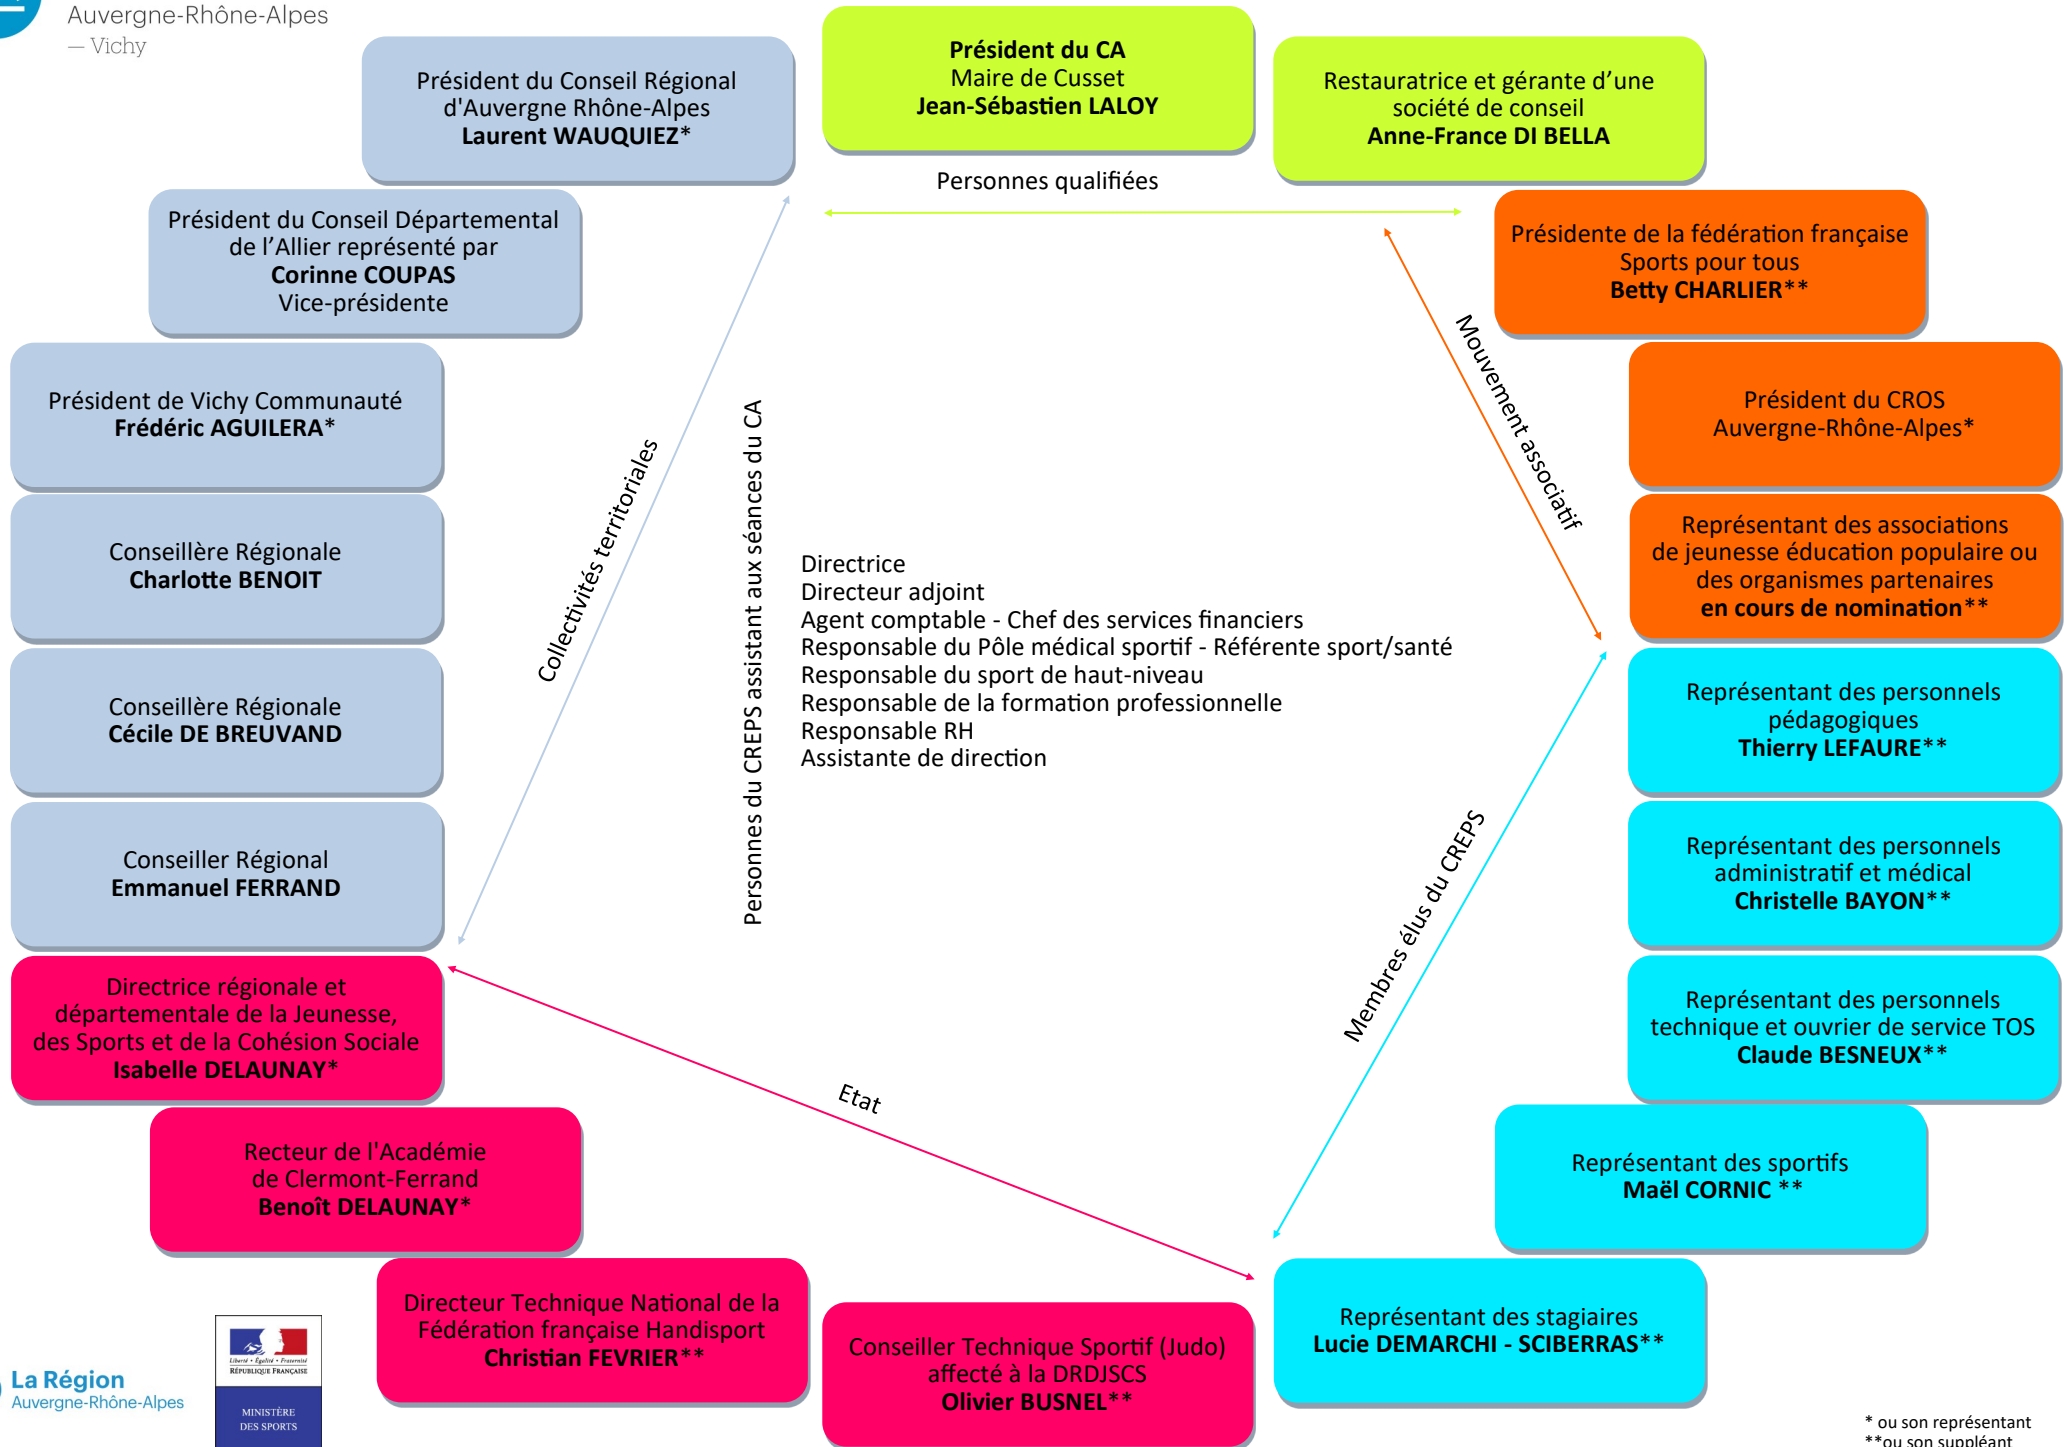 Auvergne-Rhône-Alpes
— Vichy
Président du Conseil Régional
d'Auvergne Rhône-Alpes
Laurent WAUQUIEZ*
Président du CA
Maire de Cusset
Jean-Sébastien LALOY
Restauratrice et gérante d’une
société de conseil
Anne-France DI BELLA
Personnes qualifiées
Président du Conseil Départemental
de l’Allier représenté par
Corinne COUPAS
Vice-présidente
Présidente de la fédération française
Sports pour tous
Betty CHARLIER**
Président de Vichy Communauté
Frédéric AGUILERA*
Mouvement associatif
Président du CROS
Auvergne-Rhône-Alpes*
Conseillère Régionale
Charlotte BENOIT
Collectivités territoriales
Personnes du CREPS assistant aux séances du CA
Directrice
Directeur adjoint
Agent comptable - Chef des services financiers
Responsable du Pôle médical sportif - Référente sport/santé
Responsable du sport de haut-niveau
Responsable de la formation professionnelle
Responsable RH
Assistante de direction
Représentant des associations
de jeunesse éducation populaire ou
des organismes partenaires
en cours de nomination**
Conseillère Régionale
Cécile DE BREUVAND
Représentant des personnels
pédagogiques
Thierry LEFAURE**
Conseiller Régional
Emmanuel FERRAND
Membres élus du CREPS
Représentant des personnels
administratif et médical
Christelle BAYON**
Directrice régionale et
départementale de la Jeunesse,
des Sports et de la Cohésion Sociale
Isabelle DELAUNAY*
Etat
Représentant des personnels
technique et ouvrier de service TOS
Claude BESNEUX**
Recteur de l'Académie
de Clermont-Ferrand
Benoît DELAUNAY*
Représentant des sportifs
Maël CORNIC **
Directeur Technique National de la
Fédération française Handisport
Christian FEVRIER**
Conseiller Technique Sportif (Judo)
affecté à la DRDJSCS
Olivier BUSNEL**
Représentant des stagiaires
Lucie DEMARCHI - SCIBERRAS**
La Région
Auvergne-Rhône-Alpes
Liberté • Égalité • Fraternité
RÉPUBLIQUE FRANÇAISE
MINISTÈRE
DES SPORTS
* ou son représentant
**ou son suppléant